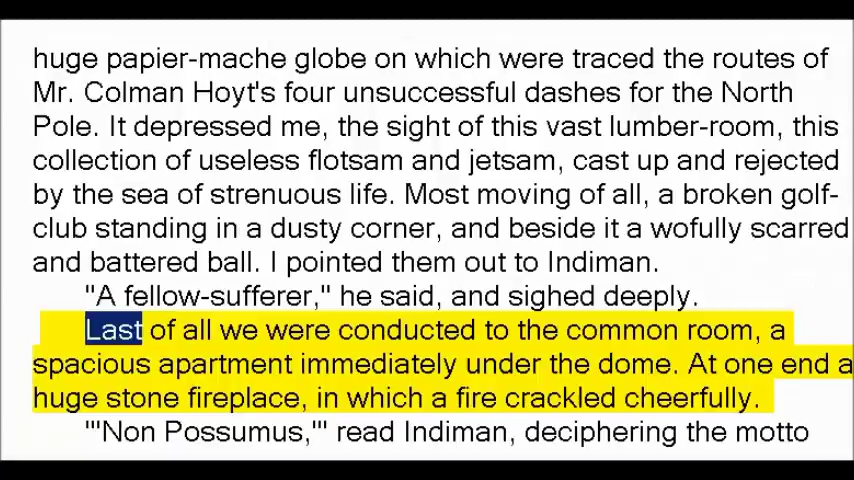 huge papier-mache globe on which were traced the routes of
Mr. Colman Hoyt's four unsuccessful dashes for the North
Pole. It depressed me, the sight of this vast lumber-room, this
collection of useless flotsam and jetsam, cast up and rejected
by the sea of strenuous life. Most moving of all, a broken golf-
club standing in a dusty corner, and beside it a wofully scarred
and battered ball. I pointed them out to Indiman.
"A fellow-sufferer," he said, and sighed deeply.
Last of all we were conducted to the common room, a
spacious apartment immediately under the dome. At one end a
huge stone fireplace, in which a fire crackled cheerfully.
"'Non Possumus,'" read Indiman, deciphering the motto